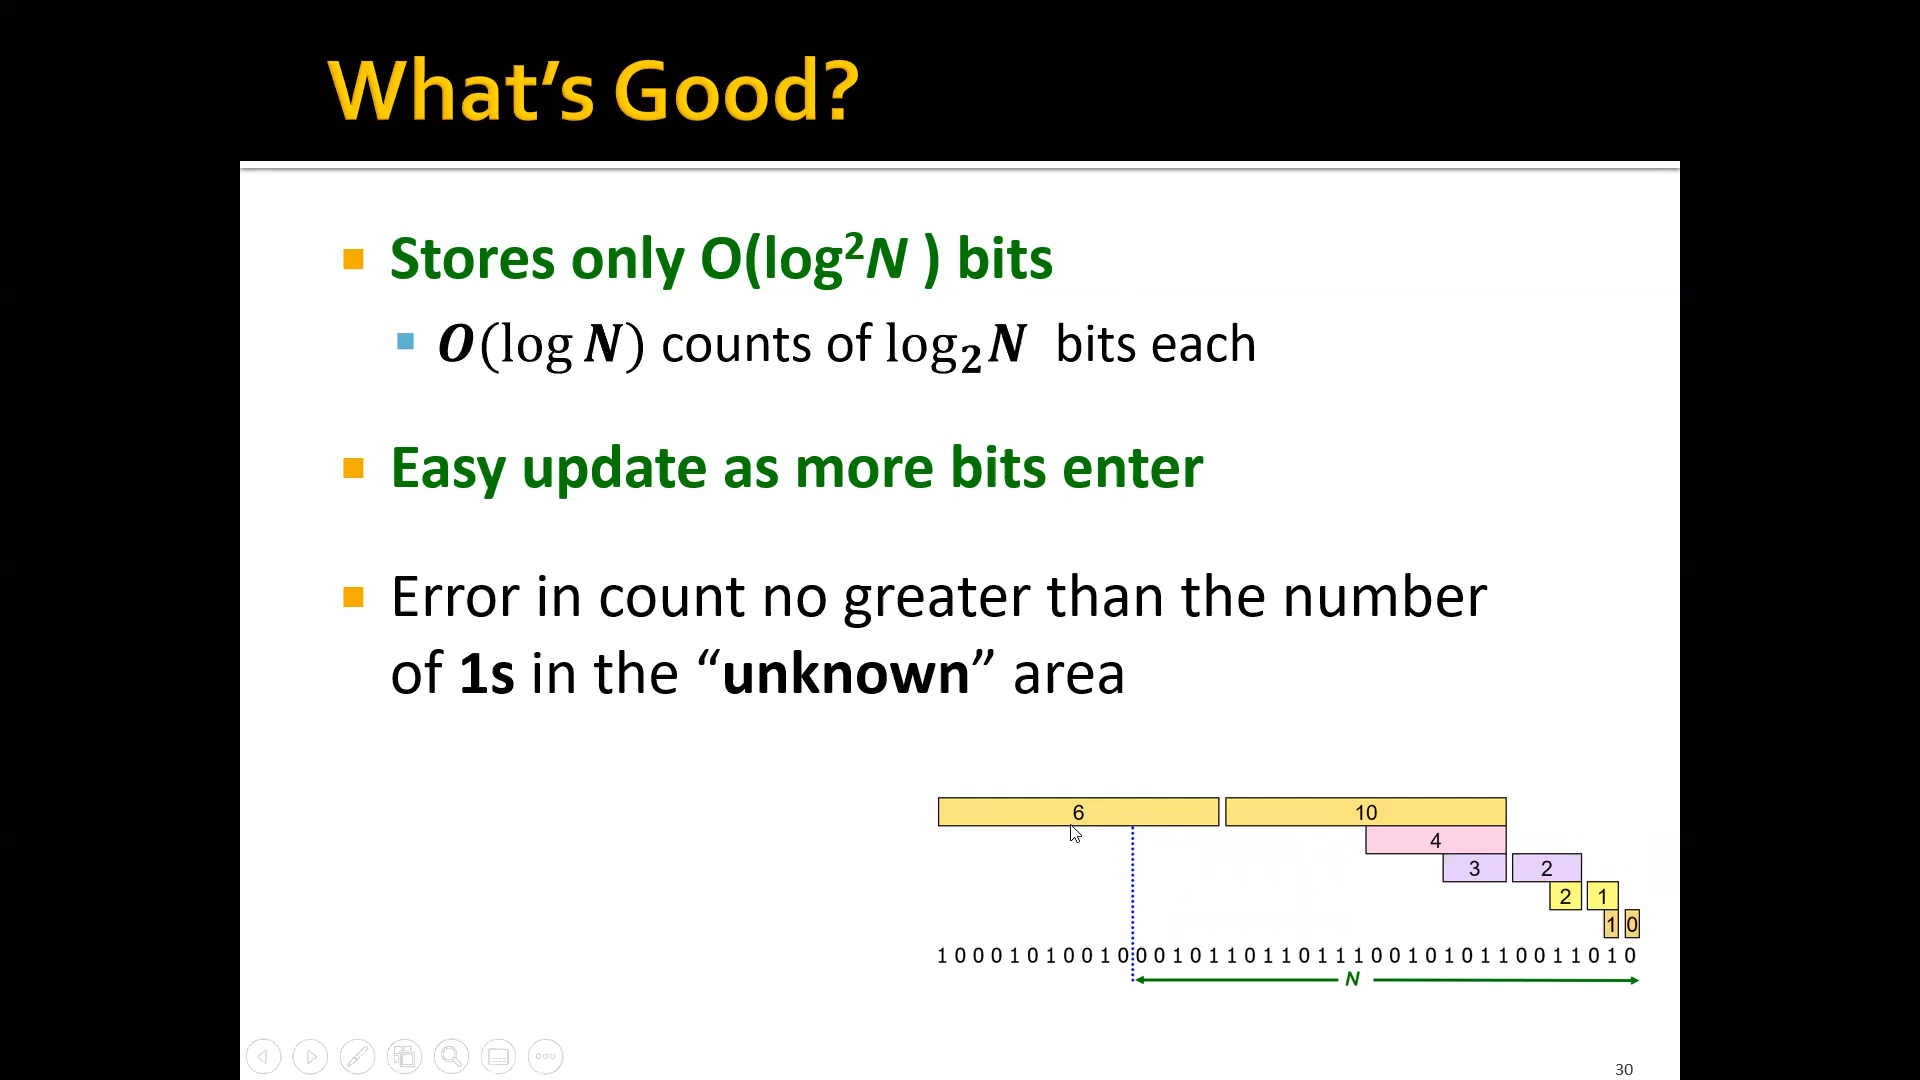 What’s Good?
Stores only O(log²N ) bits
O(log N) counts of log₂N bits each
Easy update as more bits enter
Error in count no greater than the number
of 1s in the “unknown” area
6 10
4
3 2
2 1
1 0
1 0 0 0 1 0 1 0 0 1 0 0 0 1 0 1 1 0 1 1 0 1 1 1 0 0 1 0 1 0 1 1 0 0 1 1 0 1 0
N
30